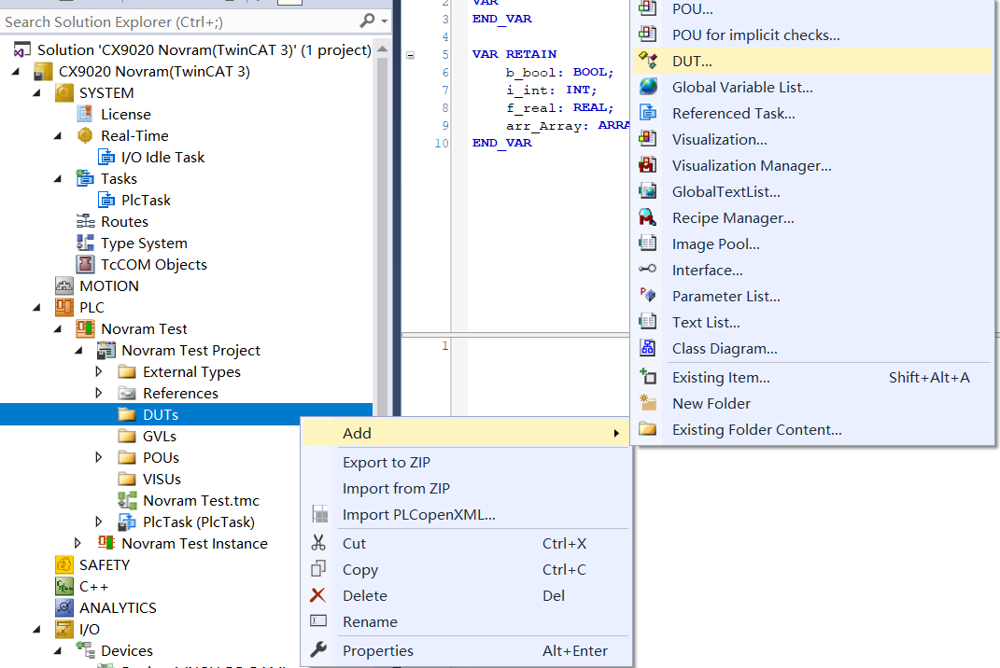 Search Solution Explorer (Ctrl+;)
Solution 'CX9020 Novram(TwinCAT 3)' (1 project)
CX9020 Novram(TwinCAT 3)
SYSTEM
License
Real-Time
I/O Idle Task
Tasks
PlcTask
Routes
Type System
TcCOM Objects
MOTION
PLC
Novram Test
Novram Test Project
External Types
References
DUTs
GVLs
POUs
VISUs
Novram Test.tmc
PlcTask (PlcTask)
Novram Test Instance
SAFETY
C++
ANALYTICS
I/O
Devices
2 VAR
3 END_VAR
4
5 VAR RETAIN
6 b_bool: BOOL;
7 i_int: INT;
8 f_real: REAL;
9 arr_Array: ARRA
10 END_VAR
1
Add
Export to ZIP
Import from ZIP
Import PLCopenXML...
Cut Ctrl+X
Copy Ctrl+C
Delete Del
Rename
Properties Alt+Enter
POU...
POU for implicit checks...
DUT...
Global Variable List...
Referenced Task...
Visualization...
Visualization Manager...
GlobalTextList...
Recipe Manager...
Image Pool...
Interface...
Parameter List...
Text List...
Class Diagram...
Existing Item... Shift+Alt+A
New Folder
Existing Folder Content...